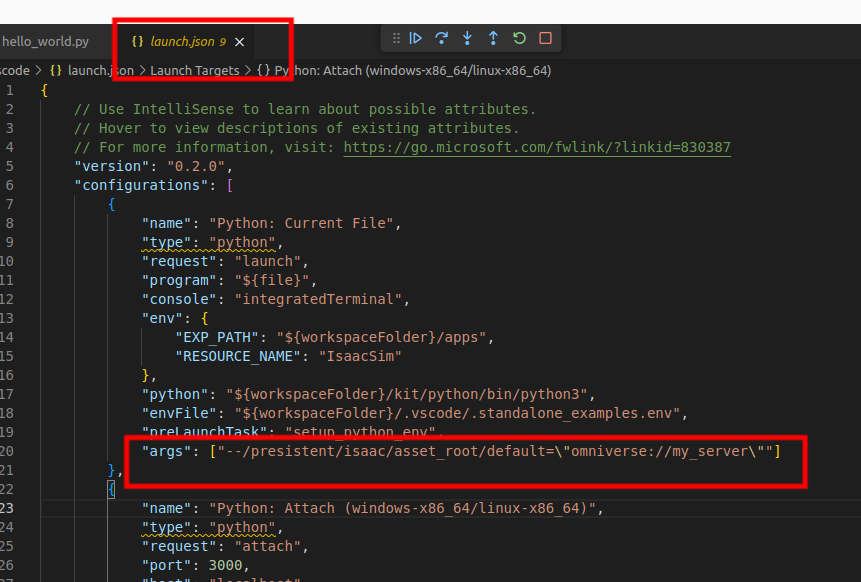 hello_world.py
{} launch.json 9 ×
scode > {} launch.json > Launch Targets > {} Python: Attach (windows-x86_64/linux-x86_64)
1 {
2 // Use IntelliSense to learn about possible attributes.
3 // Hover to view descriptions of existing attributes.
4 // For more information, visit: https://go.microsoft.com/fwlink/?linkid=830387
5 "version": "0.2.0",
6 "configurations": [
7 {
8 "name": "Python: Current File",
9 "type": "python",
10 "request": "launch",
11 "program": "${file}",
12 "console": "integratedTerminal",
13 "env": {
14 "EXP_PATH": "${workspaceFolder}/apps",
15 "RESOURCE_NAME": "IsaacSim"
16 },
17 "python": "${workspaceFolder}/kit/python/bin/python3",
18 "envFile": "${workspaceFolder}/.vscode/.standalone_examples.env",
19 "preLaunchTask": "setup_python_env",
20 "args": ["--/presistent/isaac/asset_root/default=\"omniverse://my_server\""]
21 },
22 {
23 "name": "Python: Attach (windows-x86_64/linux-x86_64)",
24 "type": "python",
25 "request": "attach",
26 "port": 3000,
27 "host": "localhost"